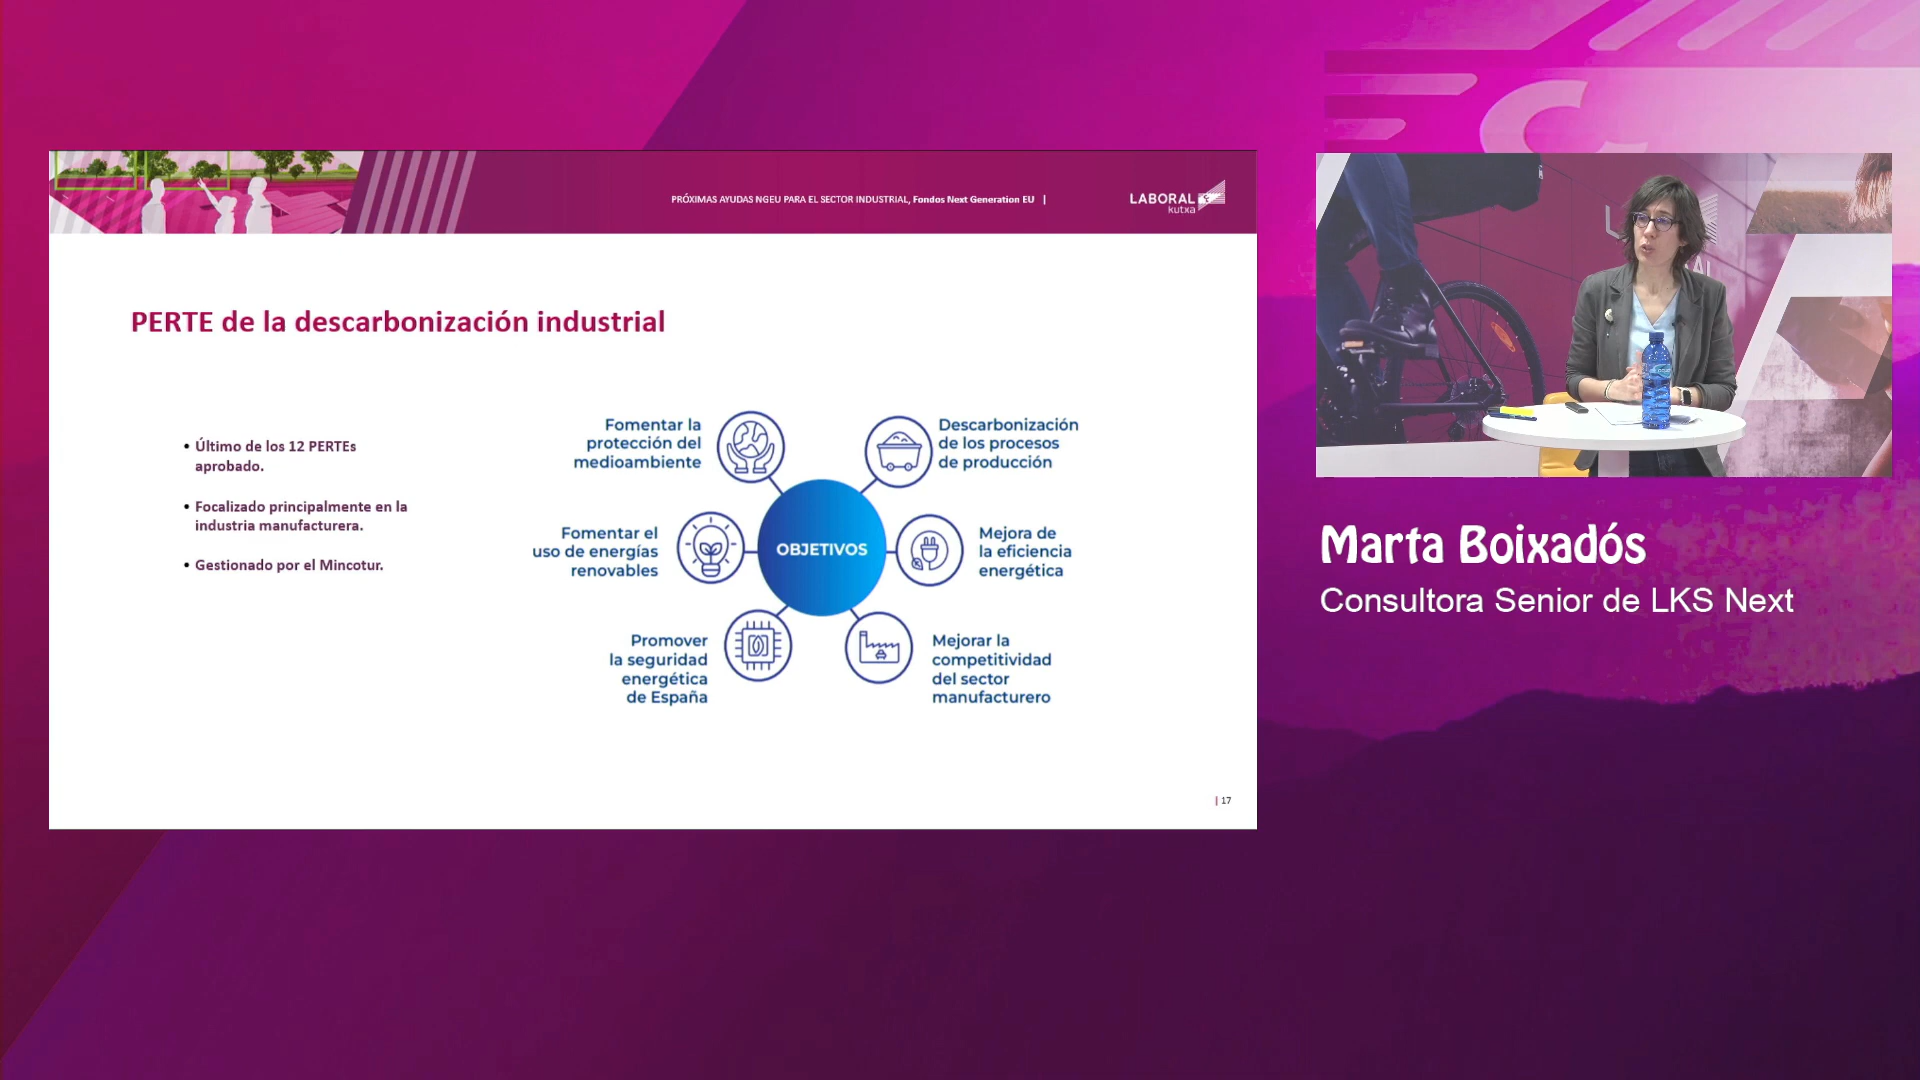 PRÓXIMAS AYUDAS NGEU PARA EL SECTOR INDUSTRIAL, Fondos Next Generation EU |
LABORAL
kutxa
PERTE de la descarbonización industrial
• Último de los 12 PERTEs
aprobado.
• Focalizado principalmente en la
industria manufacturera.
• Gestionado por el Mincotur.
Fomentar la
protección del
medioambiente
Descarbonización
de los procesos
de producción
Fomentar el
uso de energías
renovables
OBJETIVOS
Mejora de
la eficiencia
energética
Promover
la seguridad
energética
de España
Mejorar la
competitividad
del sector
manufacturero
| 17
Marta Boixadós
Consultora Senior de LKS Next